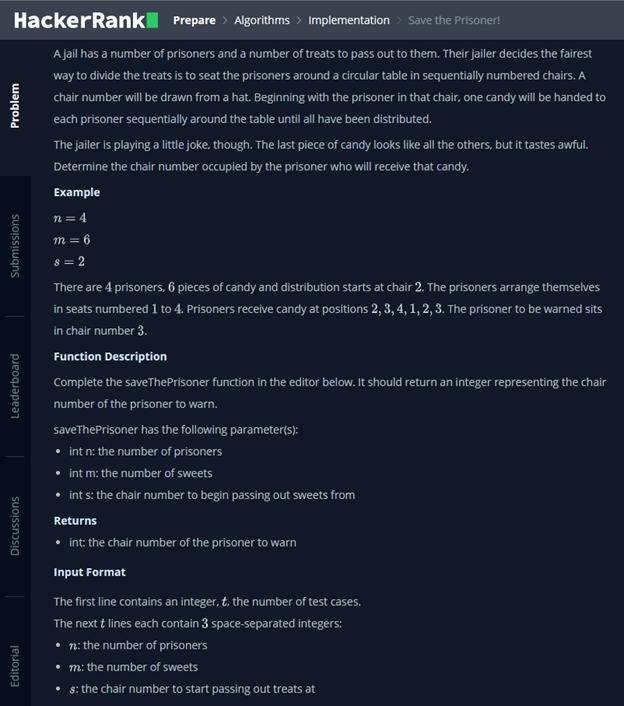 HackerRank Prepare > Algorithms > Implementation > Save the Prisoner!
Problem
Submissions
Leaderboard
Discussions
Editorial
A jail has a number of prisoners and a number of treats to pass out to them. Their jailer decides the fairest
way to divide the treats is to seat the prisoners around a circular table in sequentially numbered chairs. A
chair number will be drawn from a hat. Beginning with the prisoner in that chair, one candy will be handed to
each prisoner sequentially around the table until all have been distributed.
The jailer is playing a little joke, though. The last piece of candy looks like all the others, but it tastes awful.
Determine the chair number occupied by the prisoner who will receive that candy.
Example
n = 4
m = 6
s = 2
There are 4 prisoners, 6 pieces of candy and distribution starts at chair 2. The prisoners arrange themselves
in seats numbered 1 to 4. Prisoners receive candy at positions 2, 3, 4, 1, 2, 3. The prisoner to be warned sits
in chair number 3.
Function Description
Complete the saveThePrisoner function in the editor below. It should return an integer representing the chair
number of the prisoner to warn.
saveThePrisoner has the following parameter(s):
• int n: the number of prisoners
• int m: the number of sweets
• int s: the chair number to begin passing out sweets from
Returns
• int: the chair number of the prisoner to warn
Input Format
The first line contains an integer, t, the number of test cases.
The next t lines each contain 3 space-separated integers:
• n: the number of prisoners
• m: the number of sweets
• s: the chair number to start passing out treats at